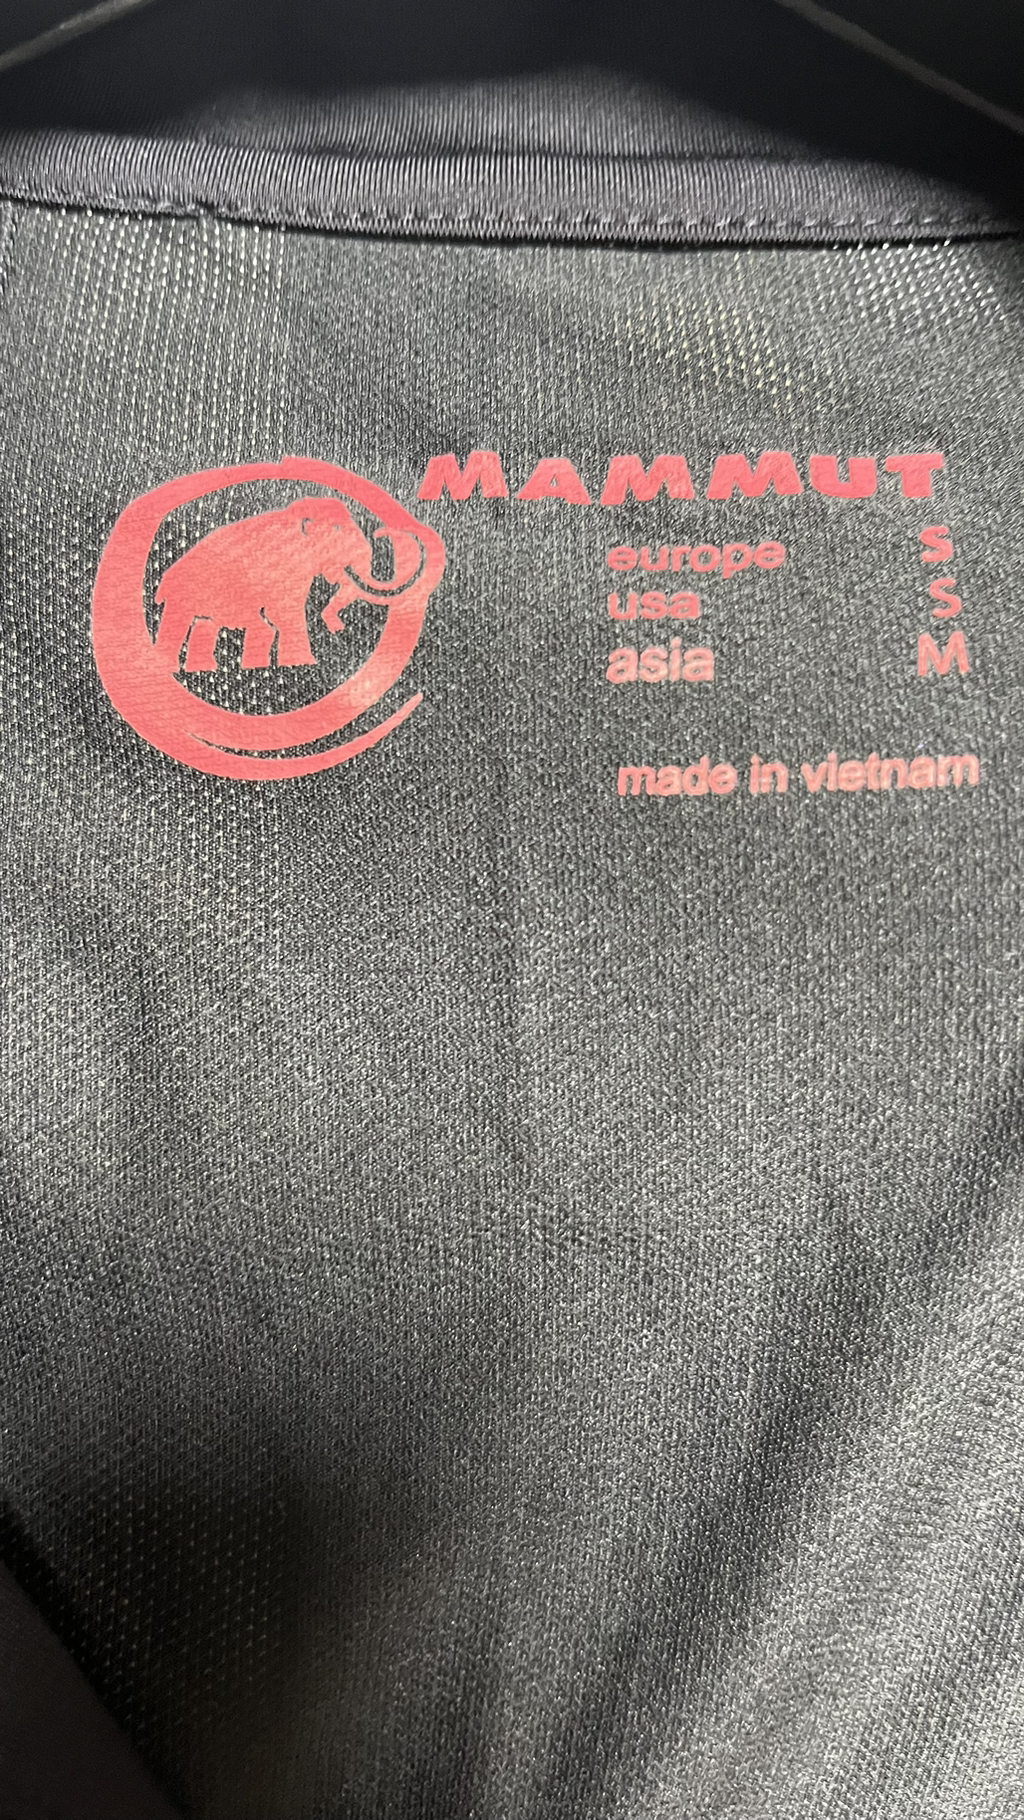 MAMMUT
europe S
usa S
asia M
made in vietnam